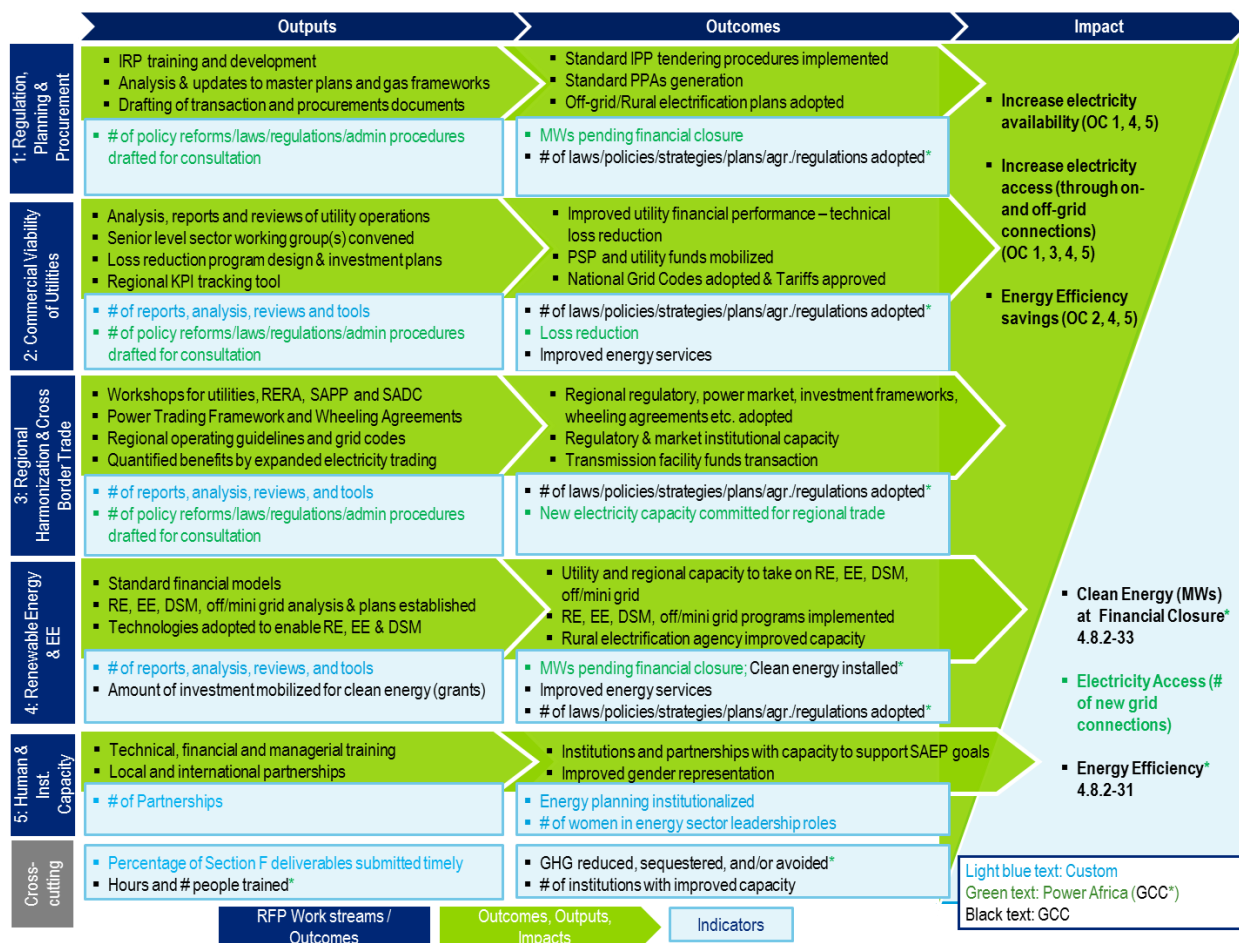 Outputs
Outcomes
Impact
1: Regulation,
Planning &
Procurement
▪ IRP training and development
▪ Analysis & updates to master plans and gas frameworks
▪ Drafting of transaction and procurements documents
▪ Standard IPP tendering procedures implemented
▪ Standard PPAs generation
▪ Off-grid/Rural electrification plans adopted
▪ # of policy reforms/laws/regulations/admin procedures
drafted for consultation
▪ MWs pending financial closure
▪ # of laws/policies/strategies/plans/agr./regulations adopted*
2: Commercial Viability
of Utilities
▪ Analysis, reports and reviews of utility operations
▪ Senior level sector working group(s) convened
▪ Loss reduction program design & investment plans
▪ Regional KPI tracking tool
▪ Improved utility financial performance – technical
loss reduction
▪ PSP and utility funds mobilized
▪ National Grid Codes adopted & Tariffs approved
▪ # of reports, analysis, reviews and tools
▪ # of policy reforms/laws/regulations/admin procedures
drafted for consultation
▪ # of laws/policies/strategies/plans/agr./regulations adopted*
▪ Loss reduction
▪ Improved energy services
3: Regional
Harmonization & Cross
Border Trade
▪ Workshops for utilities, RERA, SAPP and SADC
▪ Power Trading Framework and Wheeling Agreements
▪ Regional operating guidelines and grid codes
▪ Quantified benefits by expanded electricity trading
▪ Regional regulatory, power market, investment frameworks,
wheeling agreements etc. adopted
▪ Regulatory & market institutional capacity
▪ Transmission facility funds transaction
▪ # of reports, analysis, reviews, and tools
▪ # of policy reforms/laws/regulations/admin procedures
drafted for consultation
▪ # of laws/policies/strategies/plans/agr./regulations adopted*
▪ New electricity capacity committed for regional trade
4: Renewable Energy
& EE
▪ Standard financial models
▪ RE, EE, DSM, off/mini grid analysis & plans established
▪ Technologies adopted to enable RE, EE & DSM
▪ Utility and regional capacity to take on RE, EE, DSM,
off/mini grid
▪ RE, EE, DSM, off/mini grid programs implemented
▪ Rural electrification agency improved capacity
▪ # of reports, analysis, reviews, and tools
▪ Amount of investment mobilized for clean energy (grants)
▪ MWs pending financial closure; Clean energy installed*
▪ Improved energy services
▪ # of laws/policies/strategies/plans/agr./regulations adopted*
5: Human &
Inst.
Capacity
▪ Technical, financial and managerial training
▪ Local and international partnerships
▪ Institutions and partnerships with capacity to support SAEP goals
▪ Improved gender representation
▪ # of Partnerships
▪ Energy planning institutionalized
▪ # of women in energy sector leadership roles
Cross-
cutting
▪ Percentage of Section F deliverables submitted timely
▪ Hours and # people trained*
▪ GHG reduced, sequestered, and/or avoided*
▪ # of institutions with improved capacity
▪ Increase electricity
availability (OC 1, 4, 5)
▪ Increase electricity
access (through on-
and off-grid
connections)
(OC 1, 3, 4, 5)
▪ Energy Efficiency
savings (OC 2, 4, 5)
▪ Clean Energy (MWs)
at Financial Closure*
4.8.2-33
▪ Electricity Access (#
of new grid
connections)
▪ Energy Efficiency*
4.8.2-31
Light blue text: Custom
Green text: Power Africa (GCC*)
Black text: GCC
RFP Work streams /
Outcomes
Outcomes, Outputs,
Impacts
Indicators